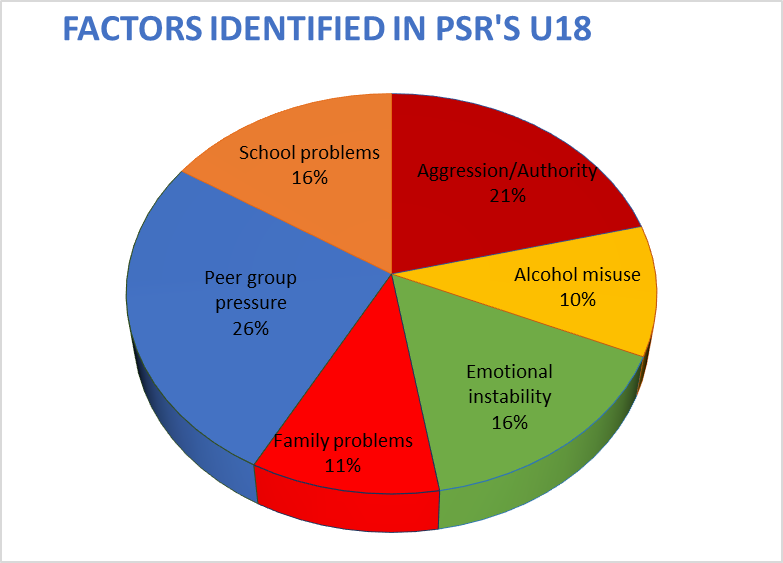 FACTORS IDENTIFIED IN PSR'S U18
School problems
16%
Aggression/Authority
21%
Alcohol misuse
10%
Peer group
pressure
26%
Emotional
instability
16%
Family problems
11%